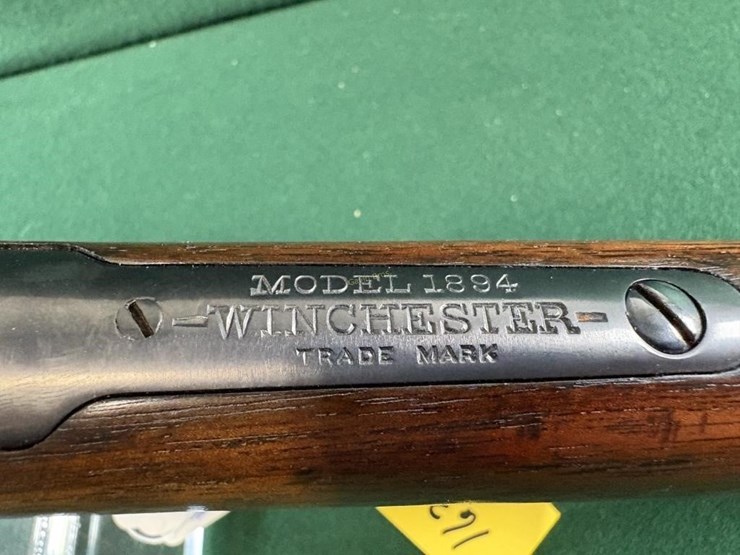 MODEL 1894
-WINCHESTER-
TRADE MARK